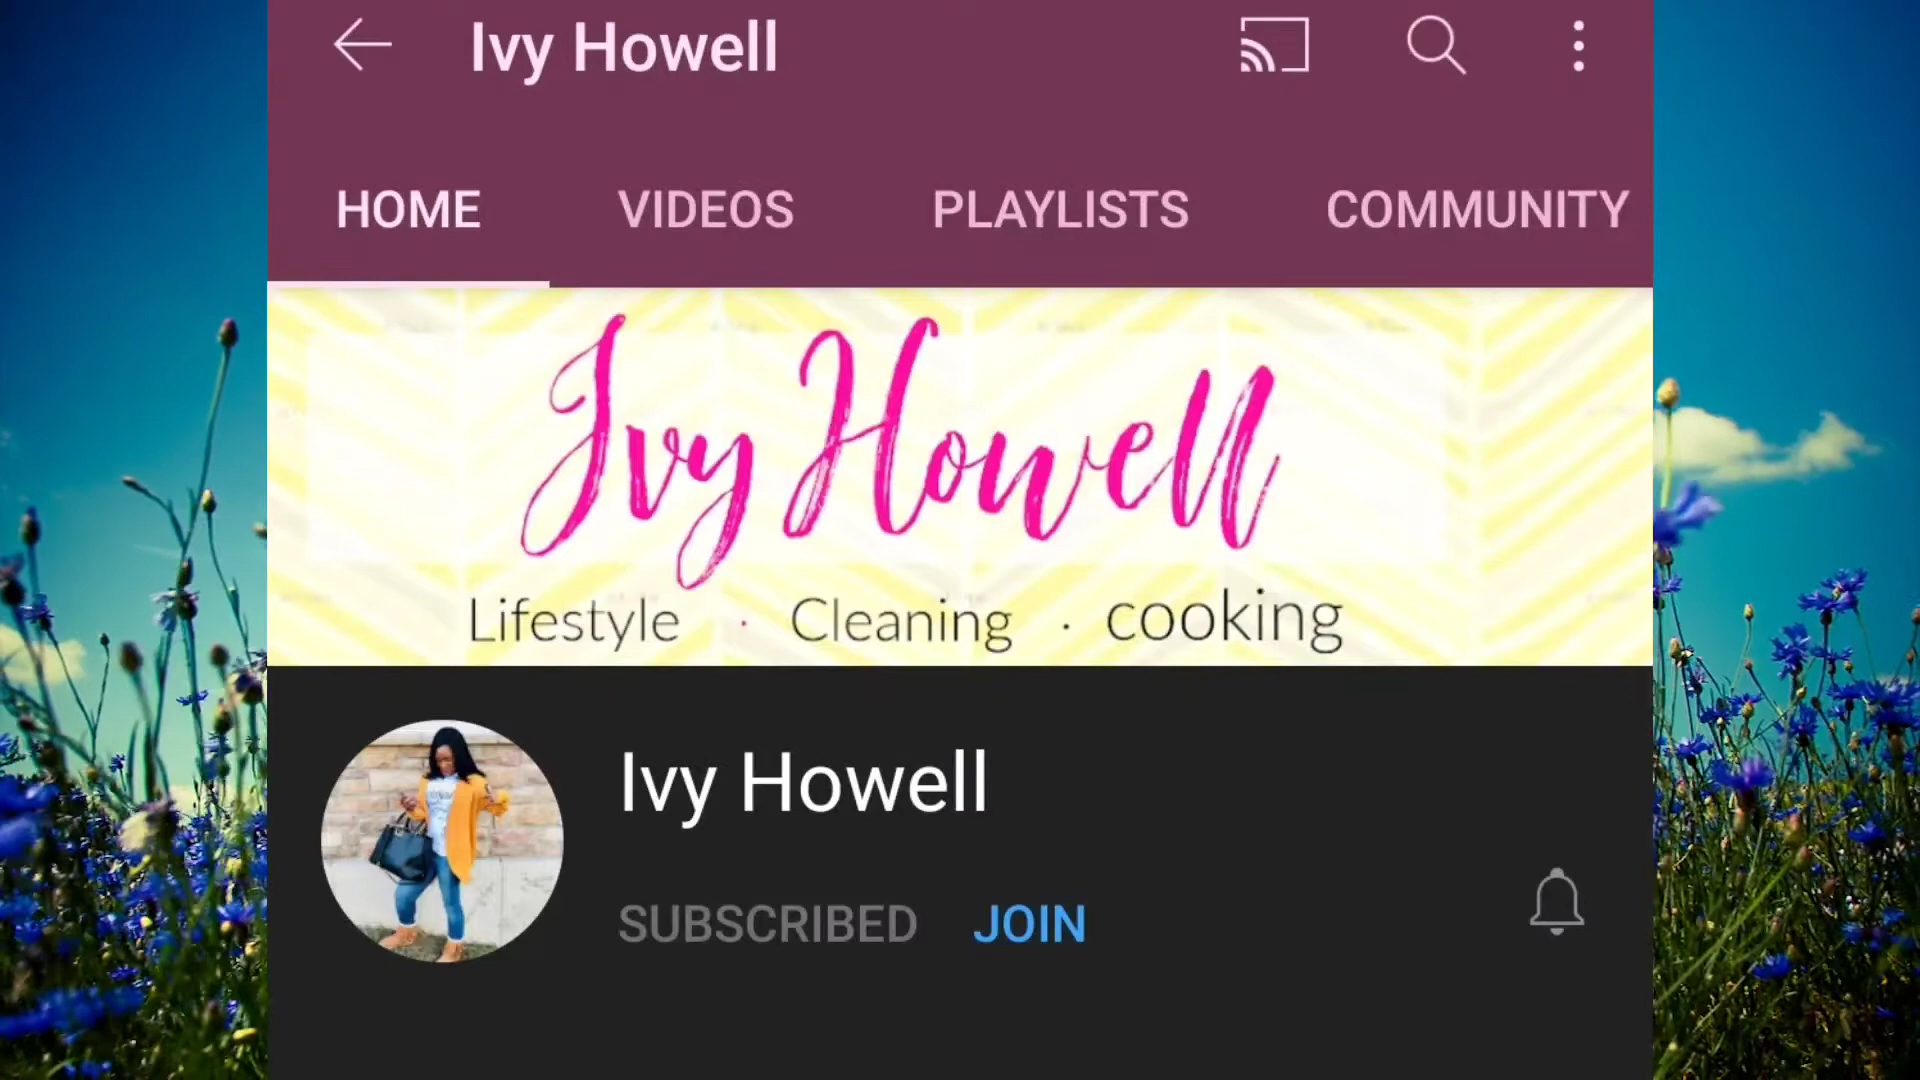 Ivy Howell
HOME VIDEOS PLAYLISTS COMMUNITY
Ivy Howell
Lifestyle · Cleaning · cooking
Ivy Howell
SUBSCRIBED JOIN